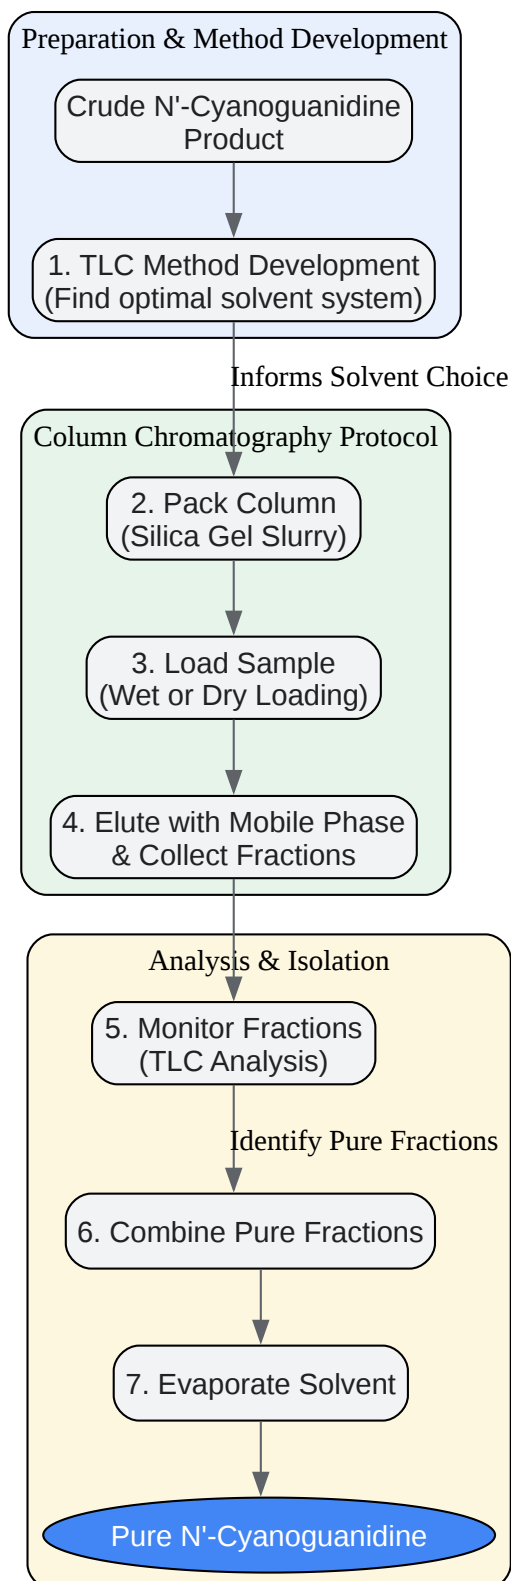 Preparation & Method Development
Crude N'-Cyanoguanidine
Product
1. TLC Method Development
(Find optimal solvent system)
Informs Solvent Choice
Column Chromatography Protocol
2. Pack Column
(Silica Gel Slurry)
3. Load Sample
(Wet or Dry Loading)
4. Elute with Mobile Phase
& Collect Fractions
Analysis & Isolation
5. Monitor Fractions
(TLC Analysis)
Identify Pure Fractions
6. Combine Pure Fractions
7. Evaporate Solvent
Pure N'-Cyanoguanidine